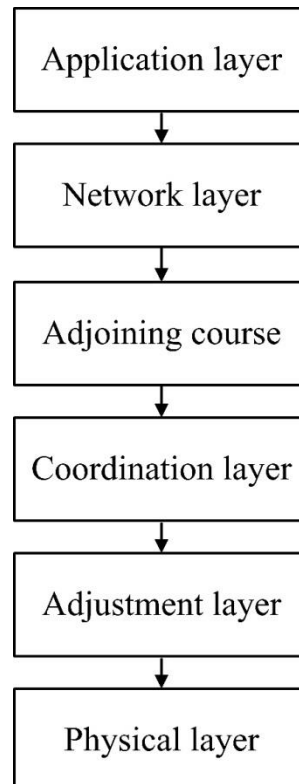 Application layer
Network layer
Adjoining course
Coordination layer
Adjustment layer
Physical layer